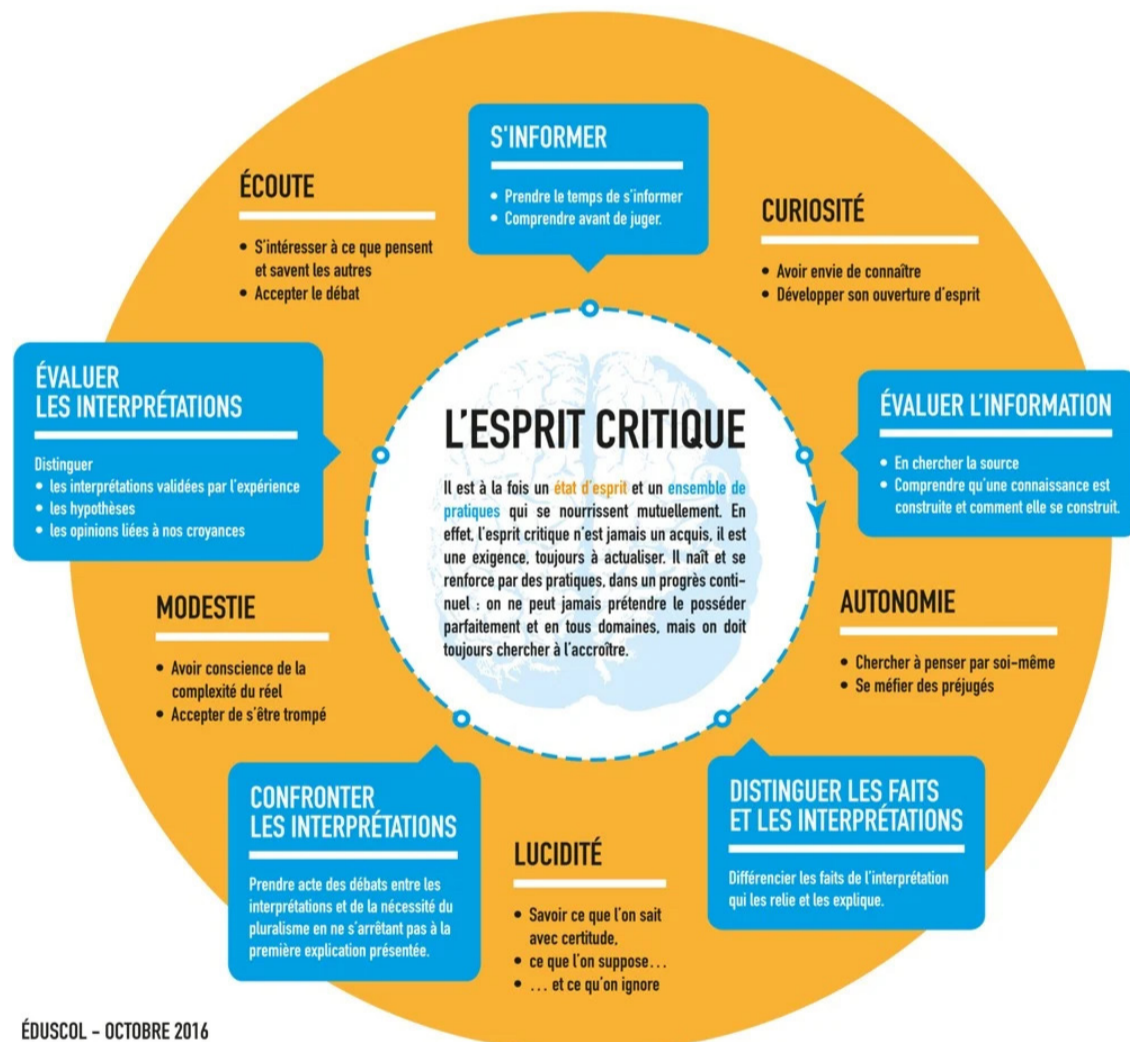 S'INFORMER
• Prendre le temps de s'informer
• Comprendre avant de juger.
CURIOSITÉ
• Avoir envie de connaître
• Développer son ouverture d'esprit
ÉVALUER L'INFORMATION
• En chercher la source
• Comprendre qu'une connaissance est
construite et comment elle se construit.
AUTONOMIE
• Chercher à penser par soi-même
• Se méfier des préjugés
DISTINGUER LES FAITS
ET LES INTERPRÉTATIONS
Différencier les faits de l'interprétation
qui les relie et les explique.
LUCIDITÉ
• Savoir ce que l'on sait
avec certitude,
• ce que l'on suppose…
• … et ce qu'on ignore
CONFRONTER
LES INTERPRÉTATIONS
Prendre acte des débats entre les
interprétations et de la nécessité du
pluralisme en ne s'arrêtant pas à la
première explication présentée.
MODESTIE
• Avoir conscience de la
complexité du réel
• Accepter de s'être trompé
ÉVALUER
LES INTERPRÉTATIONS
Distinguer
• les interprétations validées par l'expérience
• les hypothèses
• les opinions liées à nos croyances
ÉCOUTE
• S'intéresser à ce que pensent
et savent les autres
• Accepter le débat
L'ESPRIT CRITIQUE
Il est à la fois un état d'esprit et un ensemble de
pratiques qui se nourrissent mutuellement. En
effet, l'esprit critique n'est jamais un acquis, il est
une exigence, toujours à actualiser. Il naît et se
renforce par des pratiques, dans un progrès conti-
nuel : on ne peut jamais prétendre le posséder
parfaitement et en tous domaines, mais on doit
toujours chercher à l'accroître.
ÉDUSCOL - OCTOBRE 2016